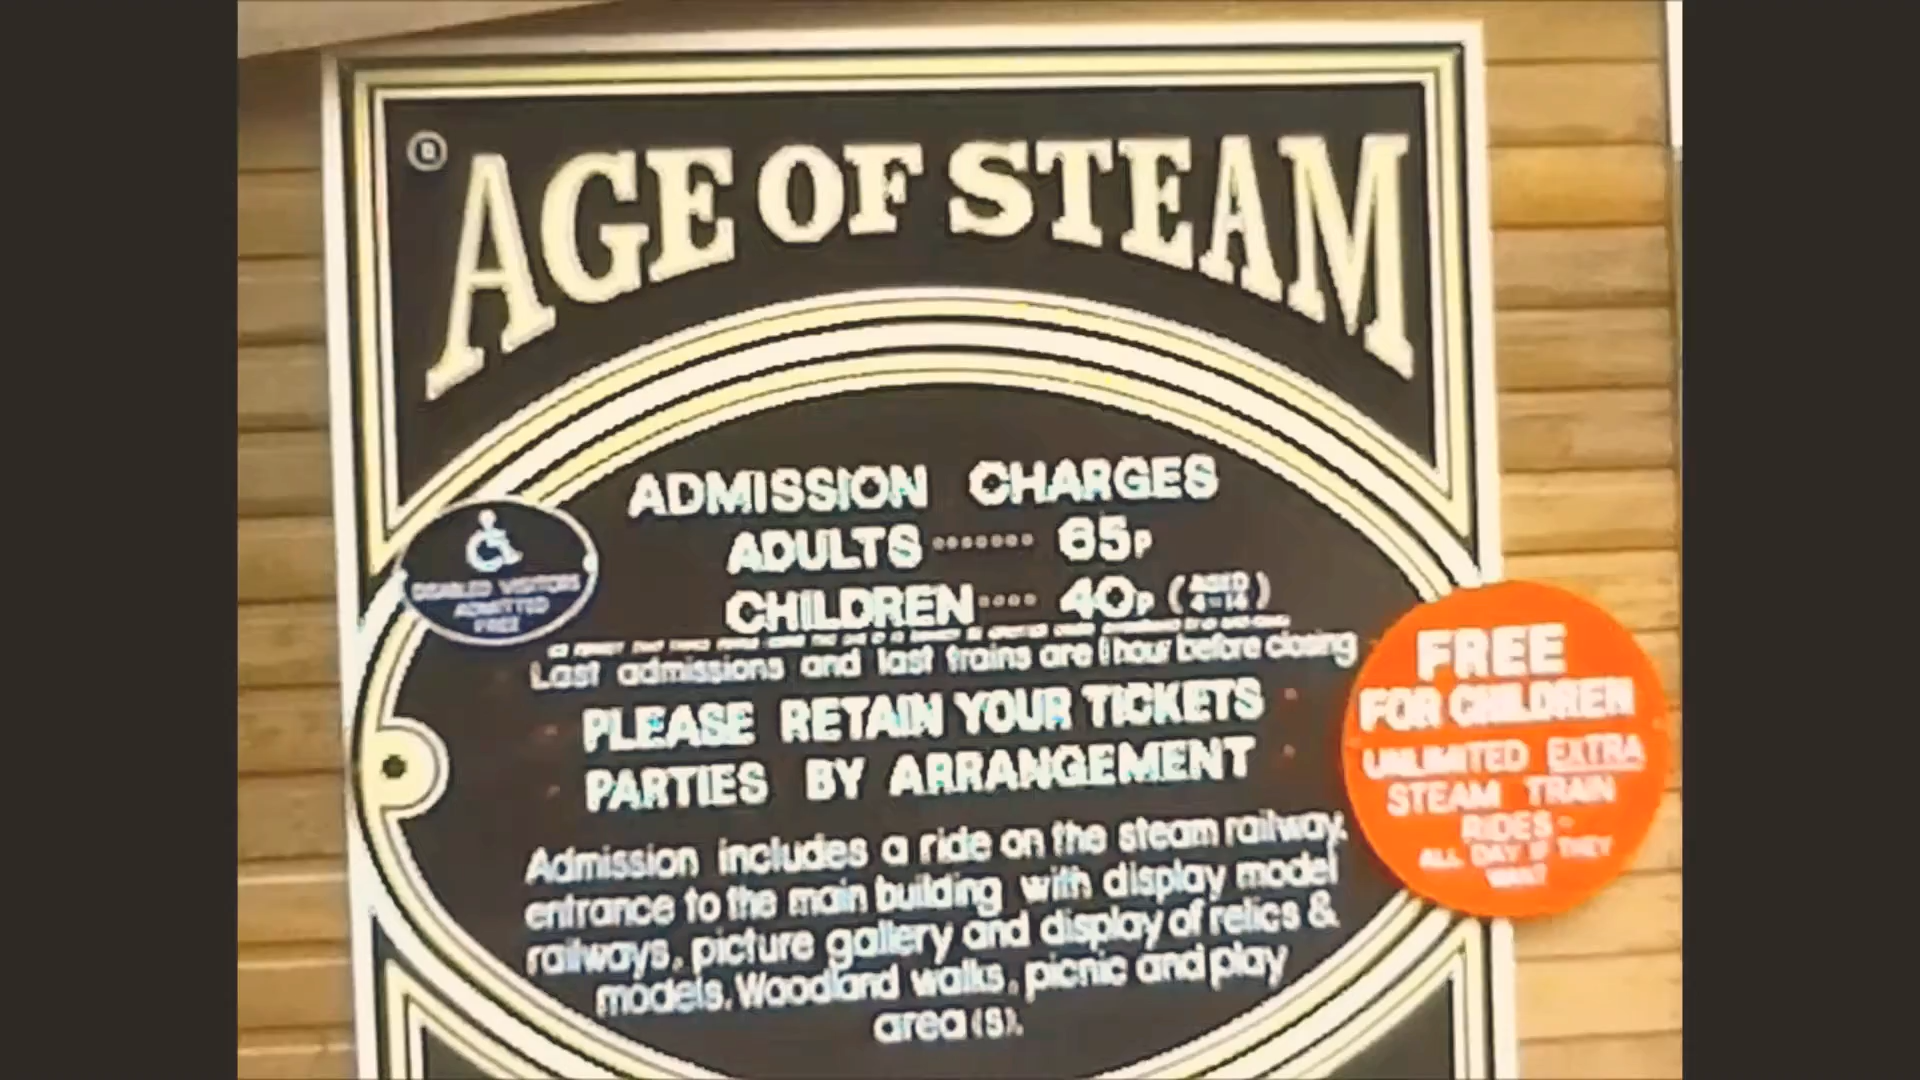 AGE OF STEAM
ADMISSION CHARGES
ADULTS ······· 65p
CHILDREN ···· 40p (AGED 4-14)
Last admissions and last trains are 1 hour before closing
PLEASE RETAIN YOUR TICKETS
PARTIES BY ARRANGEMENT
Admission includes a ride on the steam railway,
entrance to the main building with display model
railways, picture gallery and display of relics &
models. Woodland walks, picnic and play
area(s).
DISABLED VISITORS
ADMITTED
FREE
FREE
FOR CHILDREN
UNLIMITED EXTRA
STEAM TRAIN
RIDES -
ALL DAY IF THEY
WANT